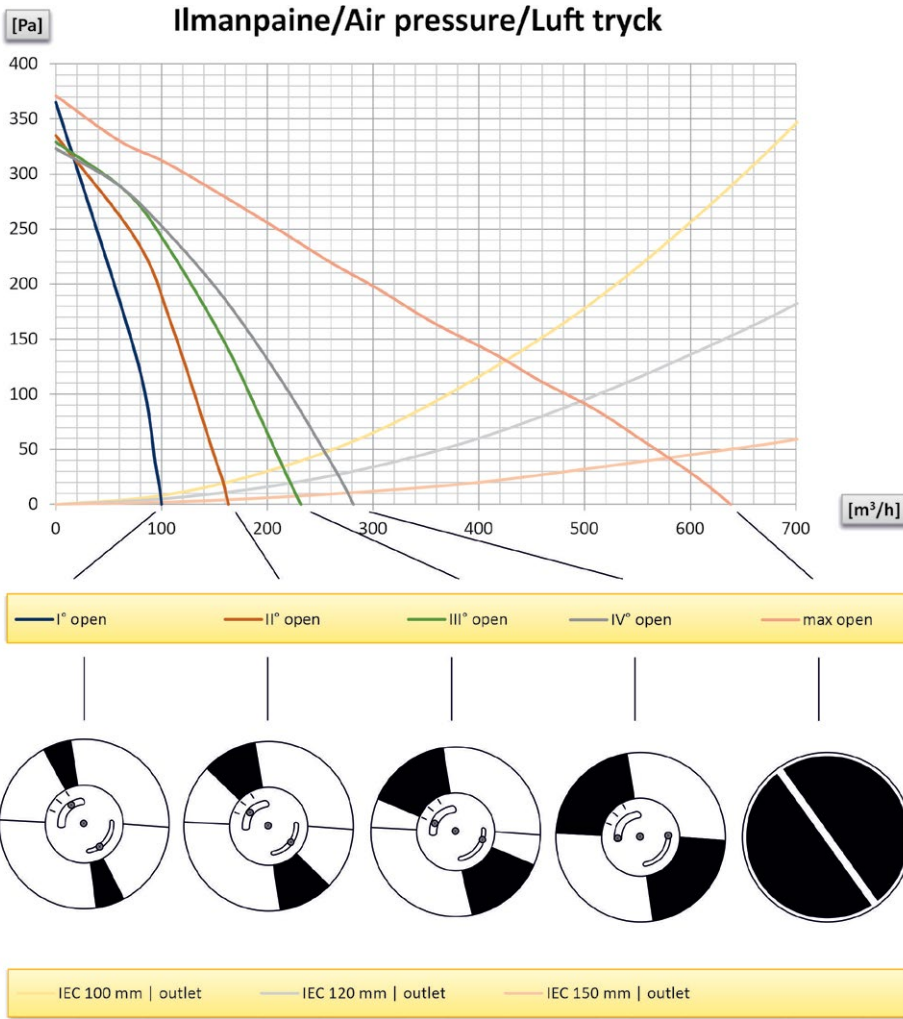 [Pa]
Ilmanpaine/Air pressure/Luft tryck
400
350
300
250
200
150
100
50
0
0 100 200 300 400 500 600 700
[m³/h]
I° open II° open III° open IV° open max open
IEC 100 mm | outlet IEC 120 mm | outlet IEC 150 mm | outlet